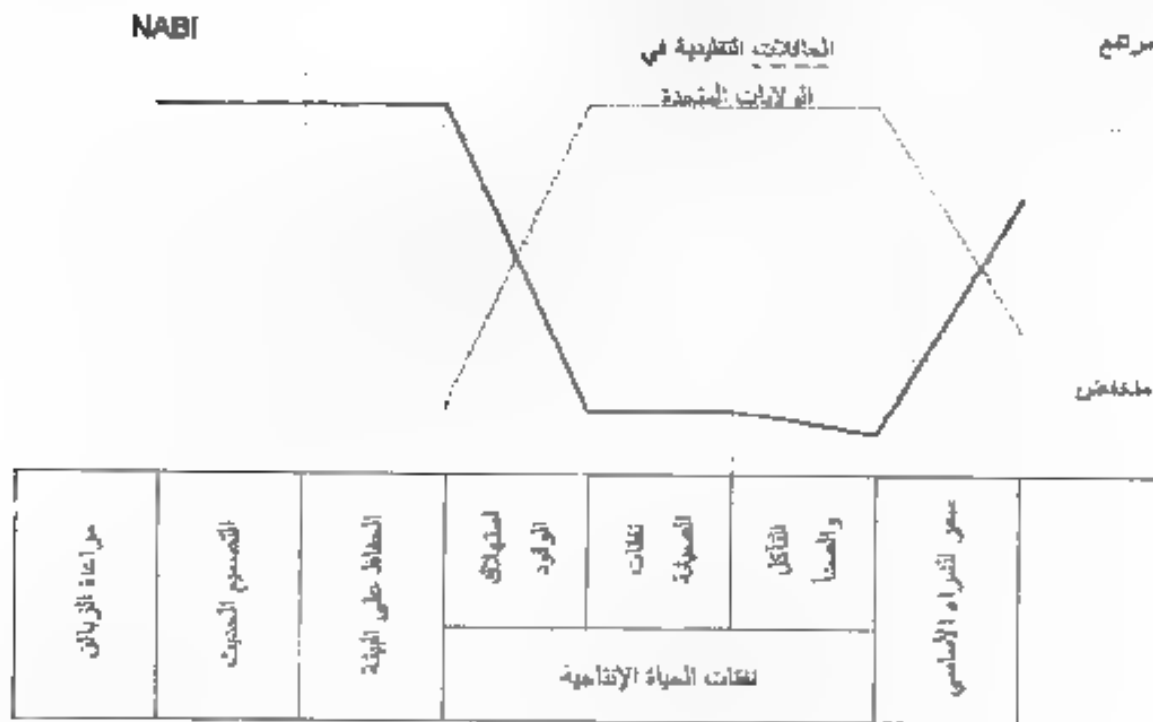 NABI
الحافلات التقليدية في
الولايات المتحدة
مرتفع
منخفض
سعر الشراء الأساسي
التآكل
والصدأ
نفقات
الصيانة
استهلاك
الوقود
نفقات الحياة الإنتاجية
الحفاظ على البيئة
التصميم الحديث
مراعاة الزبائن